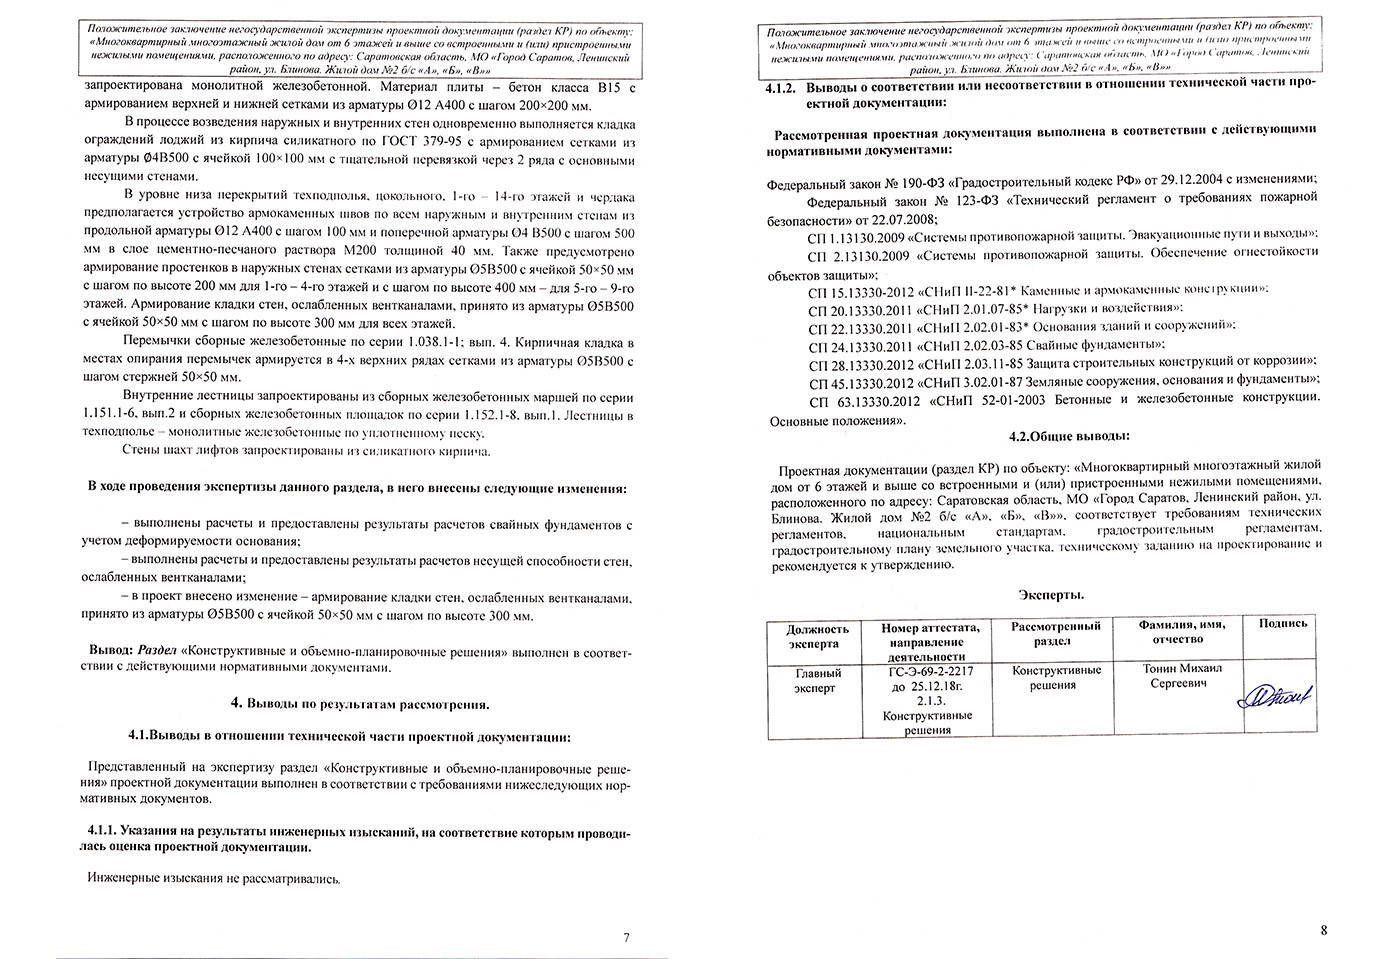 Положительное заключение негосударственной экспертизы проектной документации (раздел КР) по объекту:
«Многоквартирный многоэтажный жилой дом от 6 этажей и выше со встроенными и (или) пристроенными
нежилыми помещениями, расположенного по адресу: Саратовская область, МО «Город Саратов, Ленинский
район, ул. Блинова. Жилой дом №2 б/с «А», «Б», «В»»
запроектирована монолитной железобетонной. Материал плиты – бетон класса В15 с
армированием верхней и нижней сетками из арматуры Ø12 А400 с шагом 200×200 мм.
В процессе возведения наружных и внутренних стен одновременно выполняется кладка
ограждений лоджий из кирпича силикатного по ГОСТ 379-95 с армированием сетками из
арматуры Ø4В500 с ячейкой 100×100 мм с тщательной перевязкой через 2 ряда с основными
несущими стенами.
В уровне низа перекрытий техподполья, цокольного, 1-го – 14-го этажей и чердака
предполагается устройство армокаменных швов по всем наружным и внутренним стенам из
продольной арматуры Ø12 А400 с шагом 100 мм и поперечной арматуры Ø4 В500 с шагом 500
мм в слое цементно-песчаного раствора М200 толщиной 40 мм. Также предусмотрено
армирование простенков в наружных стенах сетками из арматуры Ø5В500 с ячейкой 50×50 мм
с шагом по высоте 200 мм для 1-го – 4-го этажей и с шагом по высоте 400 мм – для 5-го – 9-го
этажей. Армирование кладки стен, ослабленных вентканалами, принято из арматуры Ø5В500
с ячейкой 50×50 мм с шагом по высоте 300 мм для всех этажей.
Перемычки сборные железобетонные по серии 1.038.1-1; вып. 4. Кирпичная кладка в
местах опирания перемычек армируется в 4-х верхних рядах сетками из арматуры Ø5В500 с
шагом стержней 50×50 мм.
Внутренние лестницы запроектированы из сборных железобетонных маршей по серии
1.151.1-6, вып.2 и сборных железобетонных площадок по серии 1.152.1-8, вып.1. Лестницы в
техподполье – монолитные железобетонные по уплотненному песку.
Стены шахт лифтов запроектированы из силикатного кирпича.
В ходе проведения экспертизы данного раздела, в него внесены следующие изменения:
– выполнены расчеты и предоставлены результаты расчетов свайных фундаментов с
учетом деформируемости основания;
– выполнены расчеты и предоставлены результаты расчетов несущей способности стен,
ослабленных вентканалами;
– в проект внесено изменение – армирование кладки стен, ослабленных вентканалами,
принято из арматуры Ø5В500 с ячейкой 50×50 мм с шагом по высоте 300 мм.
Вывод: Раздел «Конструктивные и объемно-планировочные решения» выполнен в соответ-
ствии с действующими нормативными документами.
4. Выводы по результатам рассмотрения.
4.1.Выводы в отношении технической части проектной документации:
Представленный на экспертизу раздел «Конструктивные и объемно-планировочные реше-
ния» проектной документации выполнен в соответствии с требованиями нижеследующих нор-
мативных документов.
4.1.1. Указания на результаты инженерных изысканий, на соответствие которым проводи-
лась оценка проектной документации.
Инженерные изыскания не рассматривались.
7
Положительное заключение негосударственной экспертизы проектной документации (раздел КР) по объекту:
«Многоквартирный многоэтажный жилой дом от 6 этажей и выше со встроенными и (или) пристроенными
нежилыми помещениями, расположенного по адресу: Саратовская область, МО «Город Саратов, Ленинский
район, ул. Блинова. Жилой дом №2 б/с «А», «Б», «В»»
4.1.2. Выводы о соответствии или несоответствии в отношении технической части про-
ектной документации:
Рассмотренная проектная документация выполнена в соответствии с действующими
нормативными документами:
Федеральный закон № 190-ФЗ «Градостроительный кодекс РФ» от 29.12.2004 с изменениями;
Федеральный закон № 123-ФЗ «Технический регламент о требованиях пожарной
безопасности» от 22.07.2008;
СП 1.13130.2009 «Системы противопожарной защиты. Эвакуационные пути и выходы»;
СП 2.13130.2009 «Системы противопожарной защиты. Обеспечение огнестойкости
объектов защиты»;
СП 15.13330-2012 «СНиП II-22-81* Каменные и армокаменные конструкции»;
СП 20.13330.2011 «СНиП 2.01.07-85* Нагрузки и воздействия»;
СП 22.13330.2011 «СНиП 2.02.01-83* Основания зданий и сооружений»;
СП 24.13330.2011 «СНиП 2.02.03-85 Свайные фундаменты»;
СП 28.13330.2012 «СНиП 2.03.11-85 Защита строительных конструкций от коррозии»;
СП 45.13330.2012 «СНиП 3.02.01-87 Земляные сооружения, основания и фундаменты»;
СП 63.13330.2012 «СНиП 52-01-2003 Бетонные и железобетонные конструкции.
Основные положения».
4.2.Общие выводы:
Проектная документации (раздел КР) по объекту: «Многоквартирный многоэтажный жилой
дом от 6 этажей и выше со встроенными и (или) пристроенными нежилыми помещениями,
расположенного по адресу: Саратовская область, МО «Город Саратов, Ленинский район, ул.
Блинова. Жилой дом №2 б/с «А», «Б», «В»», соответствует требованиям технических
регламентов, национальным стандартам, градостроительным регламентам,
градостроительному плану земельного участка, техническому заданию на проектирование и
рекомендуется к утверждению.
Эксперты.
Должность эксперта | Номер аттестата, направление деятельности | Рассмотренный раздел | Фамилия, имя, отчество | Подпись
Главный эксперт | ГС-Э-69-2-2217 до 25.12.18г. 2.1.3. Конструктивные решения | Конструктивные решения | Тонин Михаил Сергеевич
8